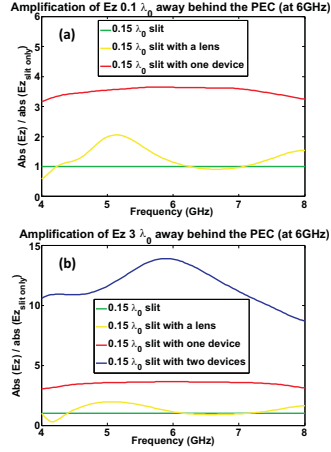 Amplification of Ez 0.1 λ0 away behind the PEC (at 6GHz)
(a)
0.15 λ0 slit
0.15 λ0 slit with a lens
0.15 λ0 slit with one device
Abs (Ez) / abs (Ezslit only)
6
5
4
3
2
1
0
4 5 6 7 8
Frequency (GHz)
Amplification of Ez 3 λ0 away behind the PEC (at 6GHz)
(b)
0.15 λ0 slit
0.15 λ0 slit with a lens
0.15 λ0 slit with one device
0.15 λ0 slit with two devices
Abs (Ez) / abs (Ezslit only)
15
10
5
0
4 5 6 7 8
Frequency (GHz)